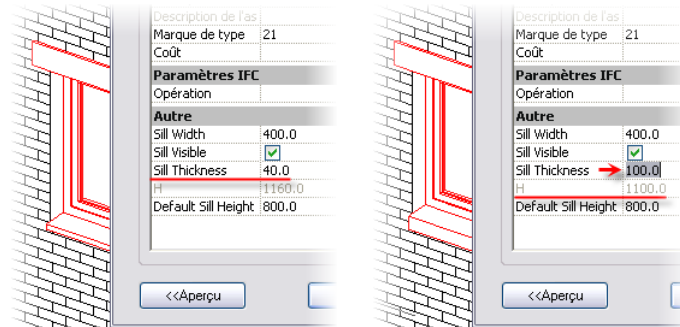 Description de l'as
Marque de type 21
Coût
Paramètres IFC
Opération
Autre
Sill Width 400.0
Sill Visible
Sill Thickness 40.0
H 1160.0
Default Sill Height 800.0
<<Aperçu
Description de l'as
Marque de type 21
Coût
Paramètres IFC
Opération
Autre
Sill Width 400.0
Sill Visible
Sill Thickness 100.0
H 1100.0
Default Sill Height 800.0
<<Aperçu